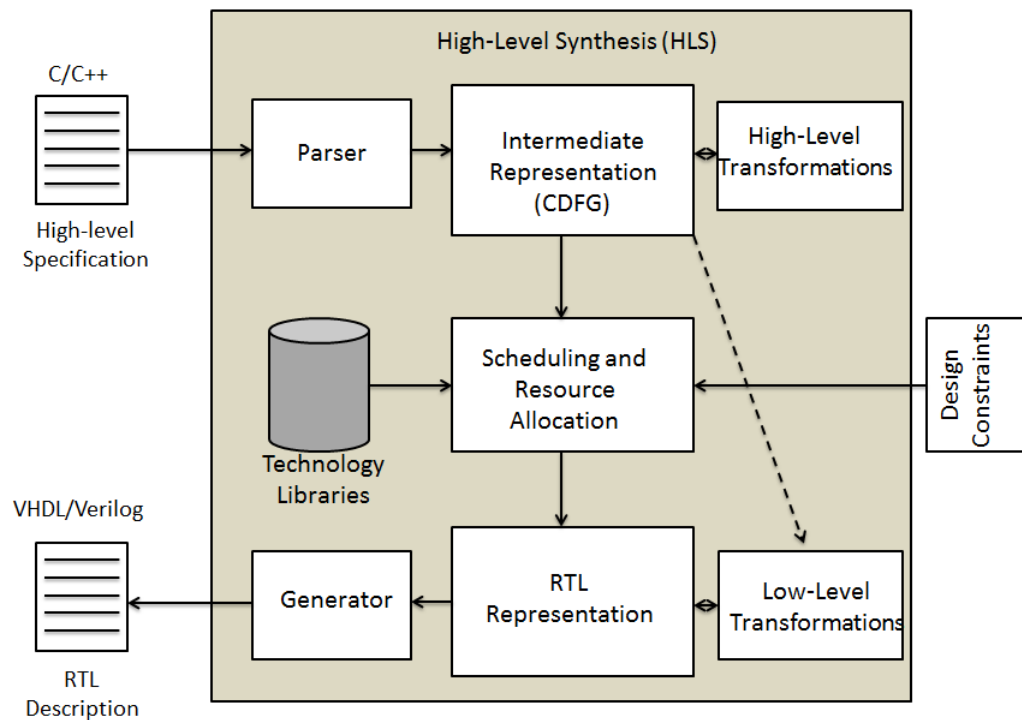 High-Level Synthesis (HLS)
C/C++
High-level
Specification
Parser
Intermediate
Representation
(CDFG)
High-Level
Transformations
Technology
Libraries
Scheduling and
Resource
Allocation
Design
Constraints
VHDL/Verilog
RTL
Description
Generator
RTL
Representation
Low-Level
Transformations